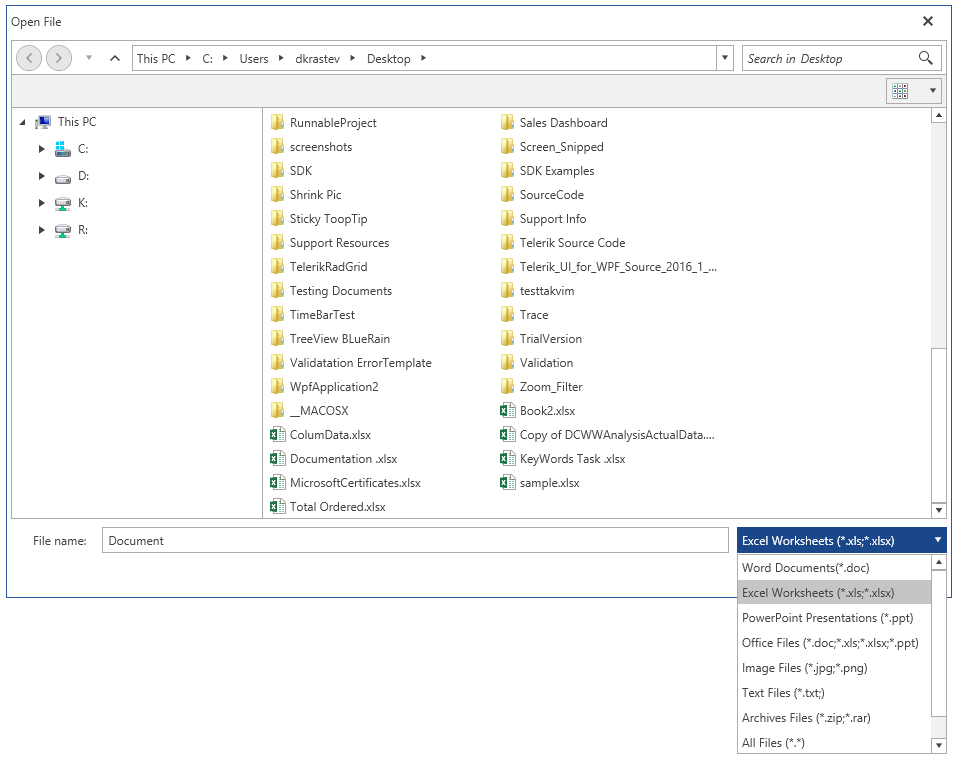 Open File
This PC C: Users dkrastev Desktop
Search in Desktop
This PC
C:
D:
K:
R:
RunnableProject
screenshots
SDK
Shrink Pic
Sticky ToopTip
Support Resources
TelerikRadGrid
Testing Documents
TimeBarTest
TreeView BLueRain
Validatation ErrorTemplate
WpfApplication2
__MACOSX
ColumData.xlsx
Documentation .xlsx
MicrosoftCertificates.xlsx
Total Ordered.xlsx
Sales Dashboard
Screen_Snipped
SDK Examples
SourceCode
Support Info
Telerik Source Code
Telerik_UI_for_WPF_Source_2016_1_...
testtakvim
Trace
TrialVersion
Validation
Zoom_Filter
Book2.xlsx
Copy of DCWWAnalysisActualData....
KeyWords Task .xlsx
sample.xlsx
File name: Document
Excel Worksheets (*.xls;*.xlsx)
Word Documents(*.doc)
Excel Worksheets (*.xls;*.xlsx)
PowerPoint Presentations (*.ppt)
Office Files (*.doc;*.xls;*.xlsx;*.ppt)
Image Files (*.jpg;*.png)
Text Files (*.txt;)
Archives Files (*.zip;*.rar)
All Files (*.*)